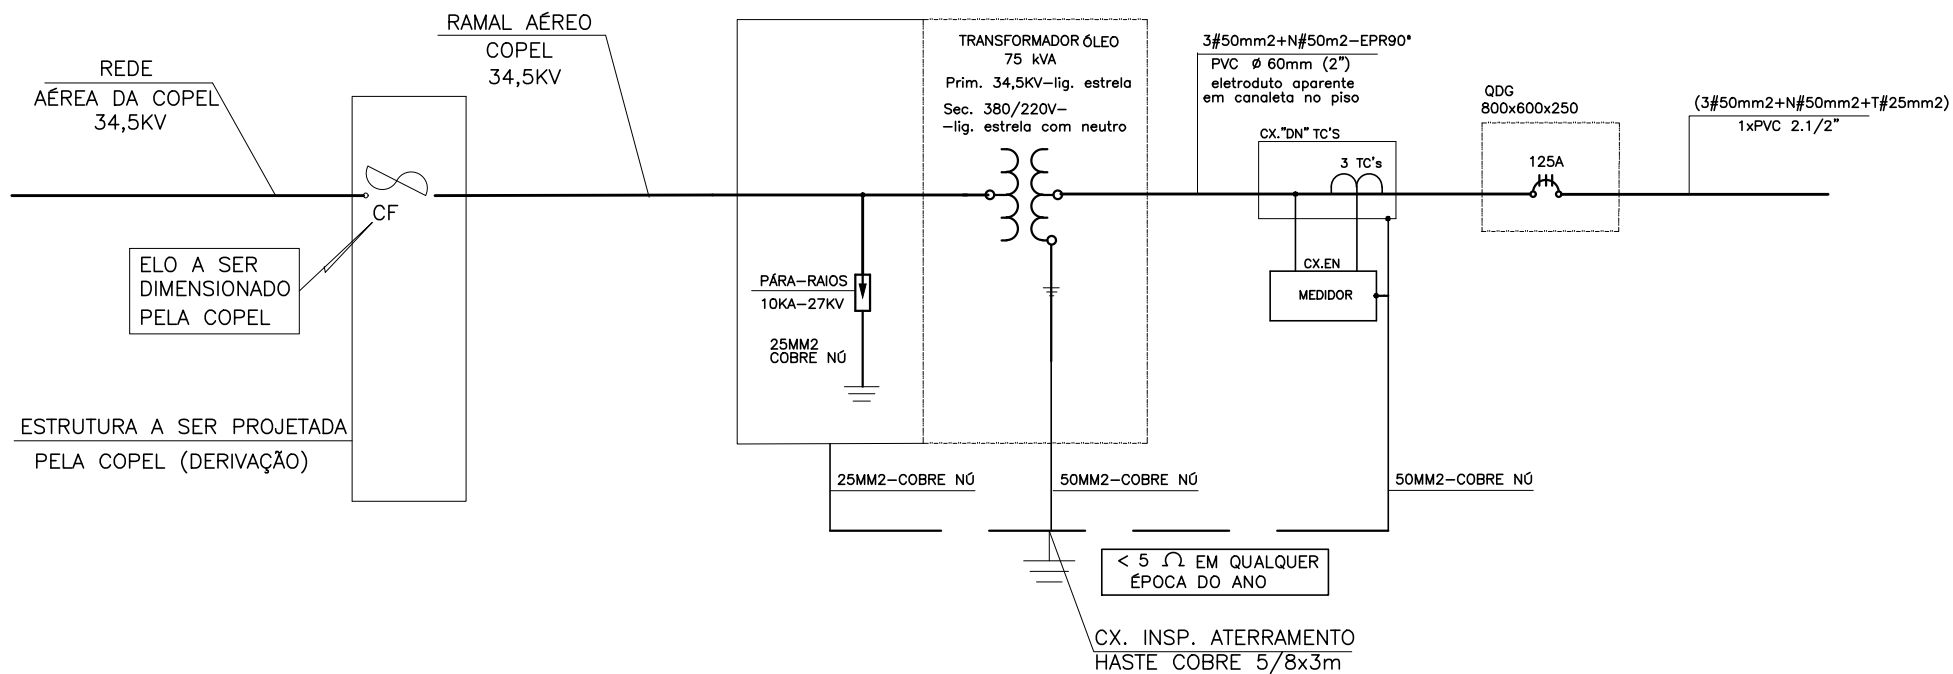 REDE
AÉREA DA COPEL
34,5KV
RAMAL AÉREO
COPEL
34,5KV
CF
ELO A SER
DIMENSIONADO
PELA COPEL
ESTRUTURA A SER PROJETADA
PELA COPEL (DERIVAÇÃO)
TRANSFORMADOR ÓLEO
75 kVA
Prim. 34,5KV-lig. estrela
Sec. 380/220V-
-lig. estrela com neutro
PÁRA-RAIOS
10KA-27KV
25MM2
COBRE NÚ
3#50mm2+N#50m2-EPR90°
PVC Ø 60mm (2")
eletroduto aparente
em canaleta no piso
CX."DN" TC'S
3 TC's
CX.EN
MEDIDOR
QDG
800x600x250
125A
(3#50mm2+N#50mm2+T#25mm2)
1xPVC 2.1/2"
25MM2-COBRE NÚ
50MM2-COBRE NÚ
50MM2-COBRE NÚ
< 5 Ω EM QUALQUER
ÉPOCA DO ANO
CX. INSP. ATERRAMENTO
HASTE COBRE 5/8x3m